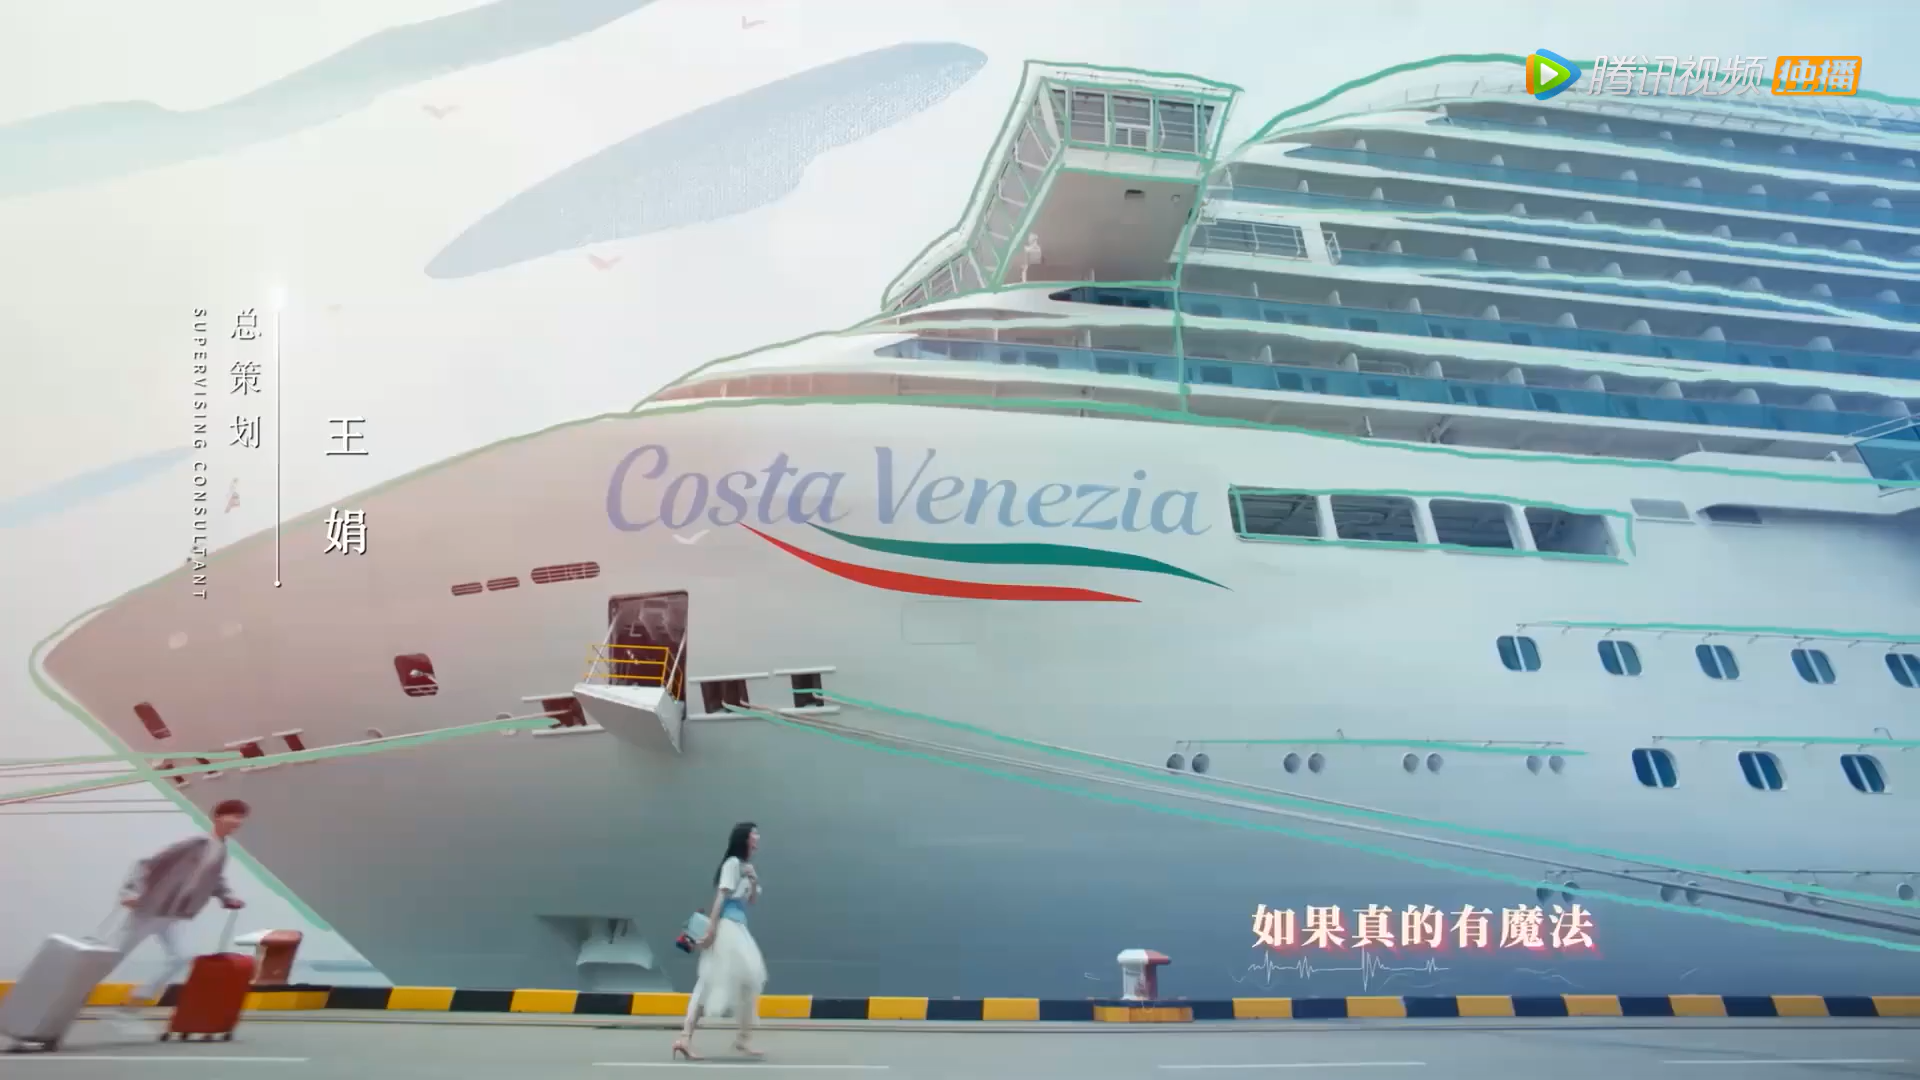 腾讯视频 独播
总策划
SUPERVISING CONSULTANT
王娟
Costa Venezia
如果真的有魔法